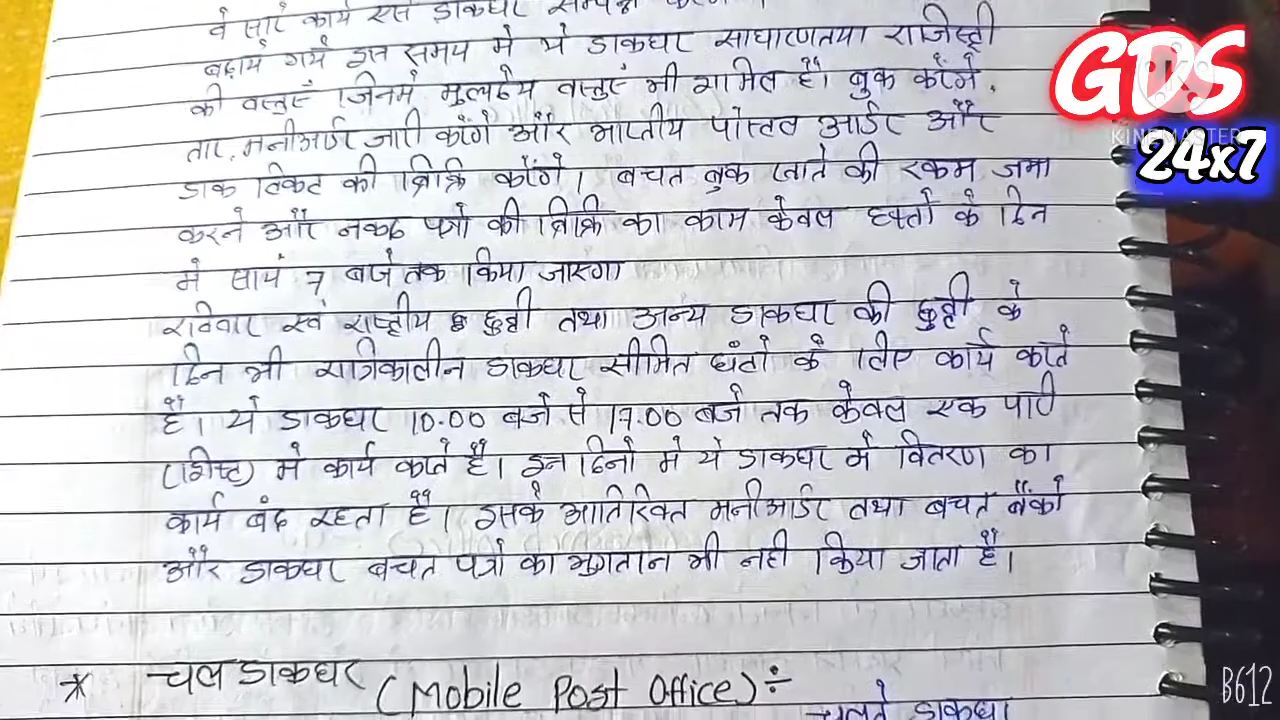 वे सारे कार्य एस डाकघर सम्पन्न
बढ़ाये गये इस समय मे ये डाकघर साधारणतया राजिस्ट्री
की वस्तुएं जिनमे मुल्यदेय वस्तुएं भी शामिल हैं। बुक करेंगे,
तार, मनीआर्डर जारी करेंगे और भारतीय पोस्टल आर्डर और
डाक टिकट की बिक्रि करेंगे। बचत बुक खाते की रकम जमा
करने और नकद पत्रो की बिक्रि का काम केवल हफ्तो के दिन
मे सायं 7 बजे तक किया जाएगा
रविवार एवं राष्ट्रीय छुट्टी तथा अन्य डाकघर की छुट्टी के
दिन भी रात्रिकालीन डाकघर सीमित घंटो के लिए कार्य करते
है। ये डाकघर 10.00 बजे से 17.00 बजे तक केवल एक पारी
(शिफ्ट) मे कार्य करते हैं। इन दिनो मे ये डाकघर मे वितरण का
कार्य बंद रहता है। इसके अतिरिक्त मनीआर्डर तथा बचत बैंको
और डाकघर बचत पत्रो का भुगतान भी नही किया जाता है।
* चल डाकघर (Mobile Post Office) ÷
चलते डाकघर
GDS
KINEMASTER
24x7
B612